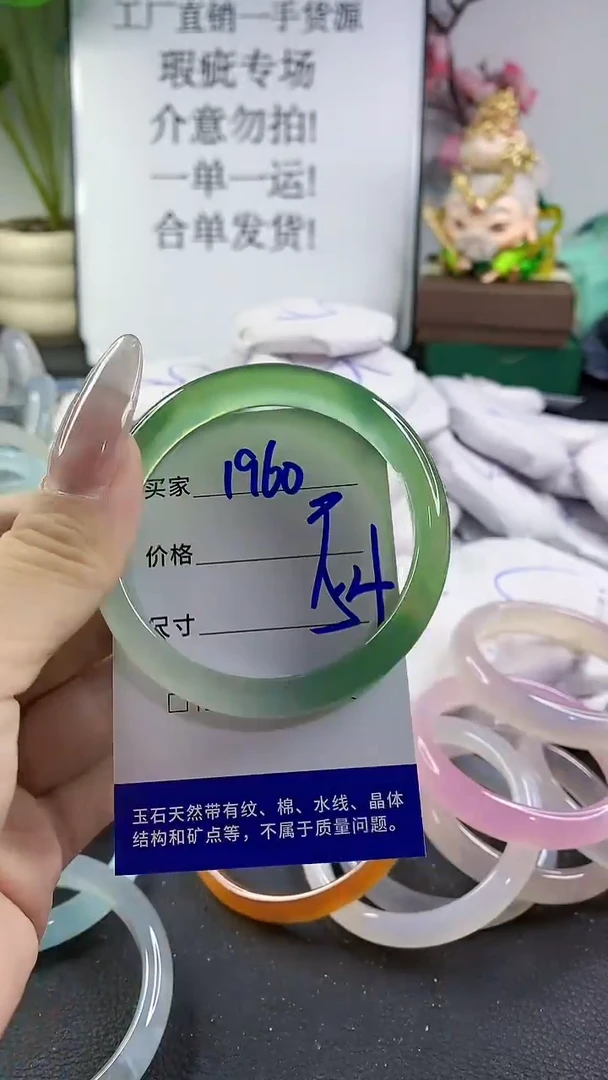 工厂直销一手货源
瑕疵专场
介意勿拍!
一单一运!
合单发货!
买家 1960
价格
尺寸 54
玉石天然带有纹、棉、水线、晶体
结构和矿点等，不属于质量问题。